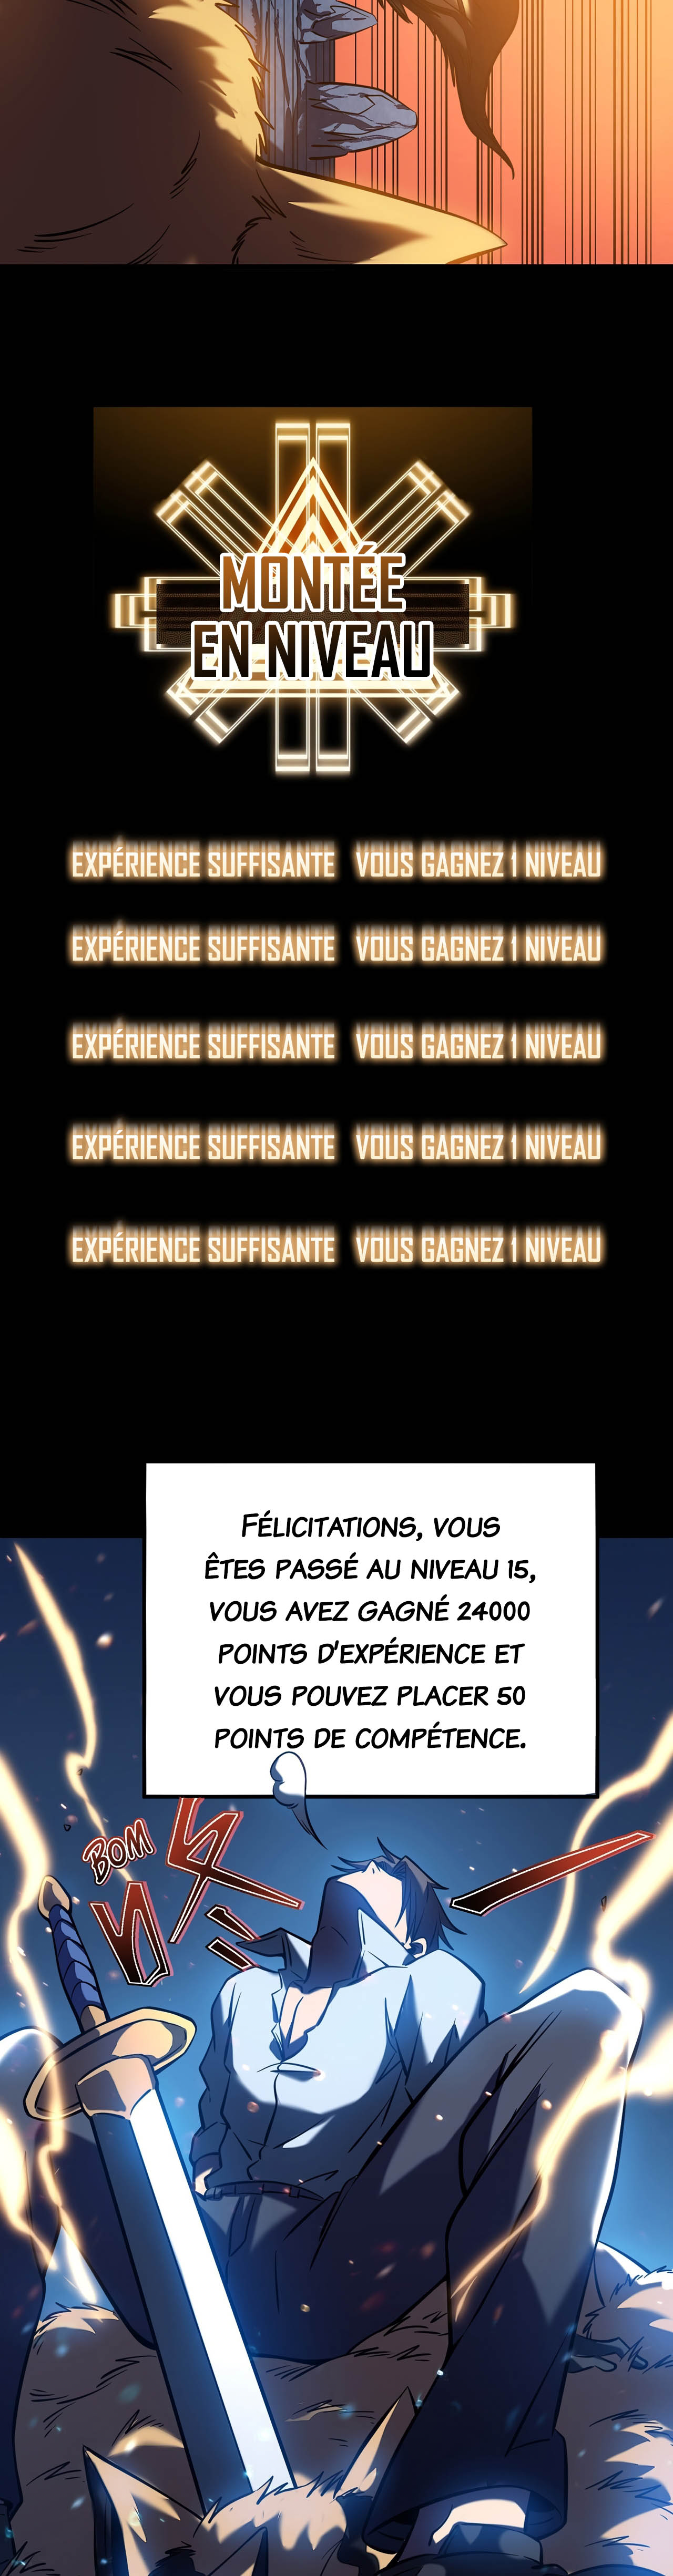 MONTÉE
EN NIVEAU
EXPÉRIENCE SUFFISANTE VOUS GAGNEZ 1 NIVEAU
EXPÉRIENCE SUFFISANTE VOUS GAGNEZ 1 NIVEAU
EXPÉRIENCE SUFFISANTE VOUS GAGNEZ 1 NIVEAU
EXPÉRIENCE SUFFISANTE VOUS GAGNEZ 1 NIVEAU
EXPÉRIENCE SUFFISANTE VOUS GAGNEZ 1 NIVEAU
FÉLICITATIONS, VOUS
ÊTES PASSÉ AU NIVEAU 15,
VOUS AVEZ GAGNÉ 24000
POINTS D'EXPÉRIENCE ET
VOUS POUVEZ PLACER 50
POINTS DE COMPÉTENCE.
BOM